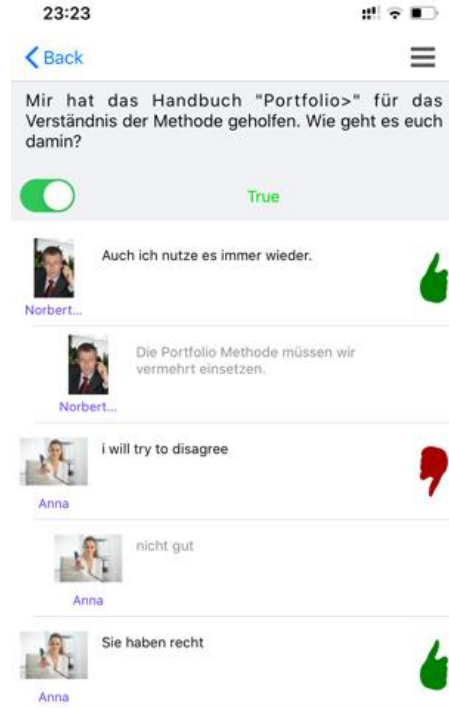 23:23
Back
Mir hat das Handbuch "Portfolio>" für das
Verständnis der Methode geholfen. Wie geht es euch
damin?
True
Auch ich nutze es immer wieder.
Norbert...
Die Portfolio Methode müssen wir
vermehrt einsetzen.
Norbert...
i will try to disagree
Anna
nicht gut
Anna
Sie haben recht
Anna